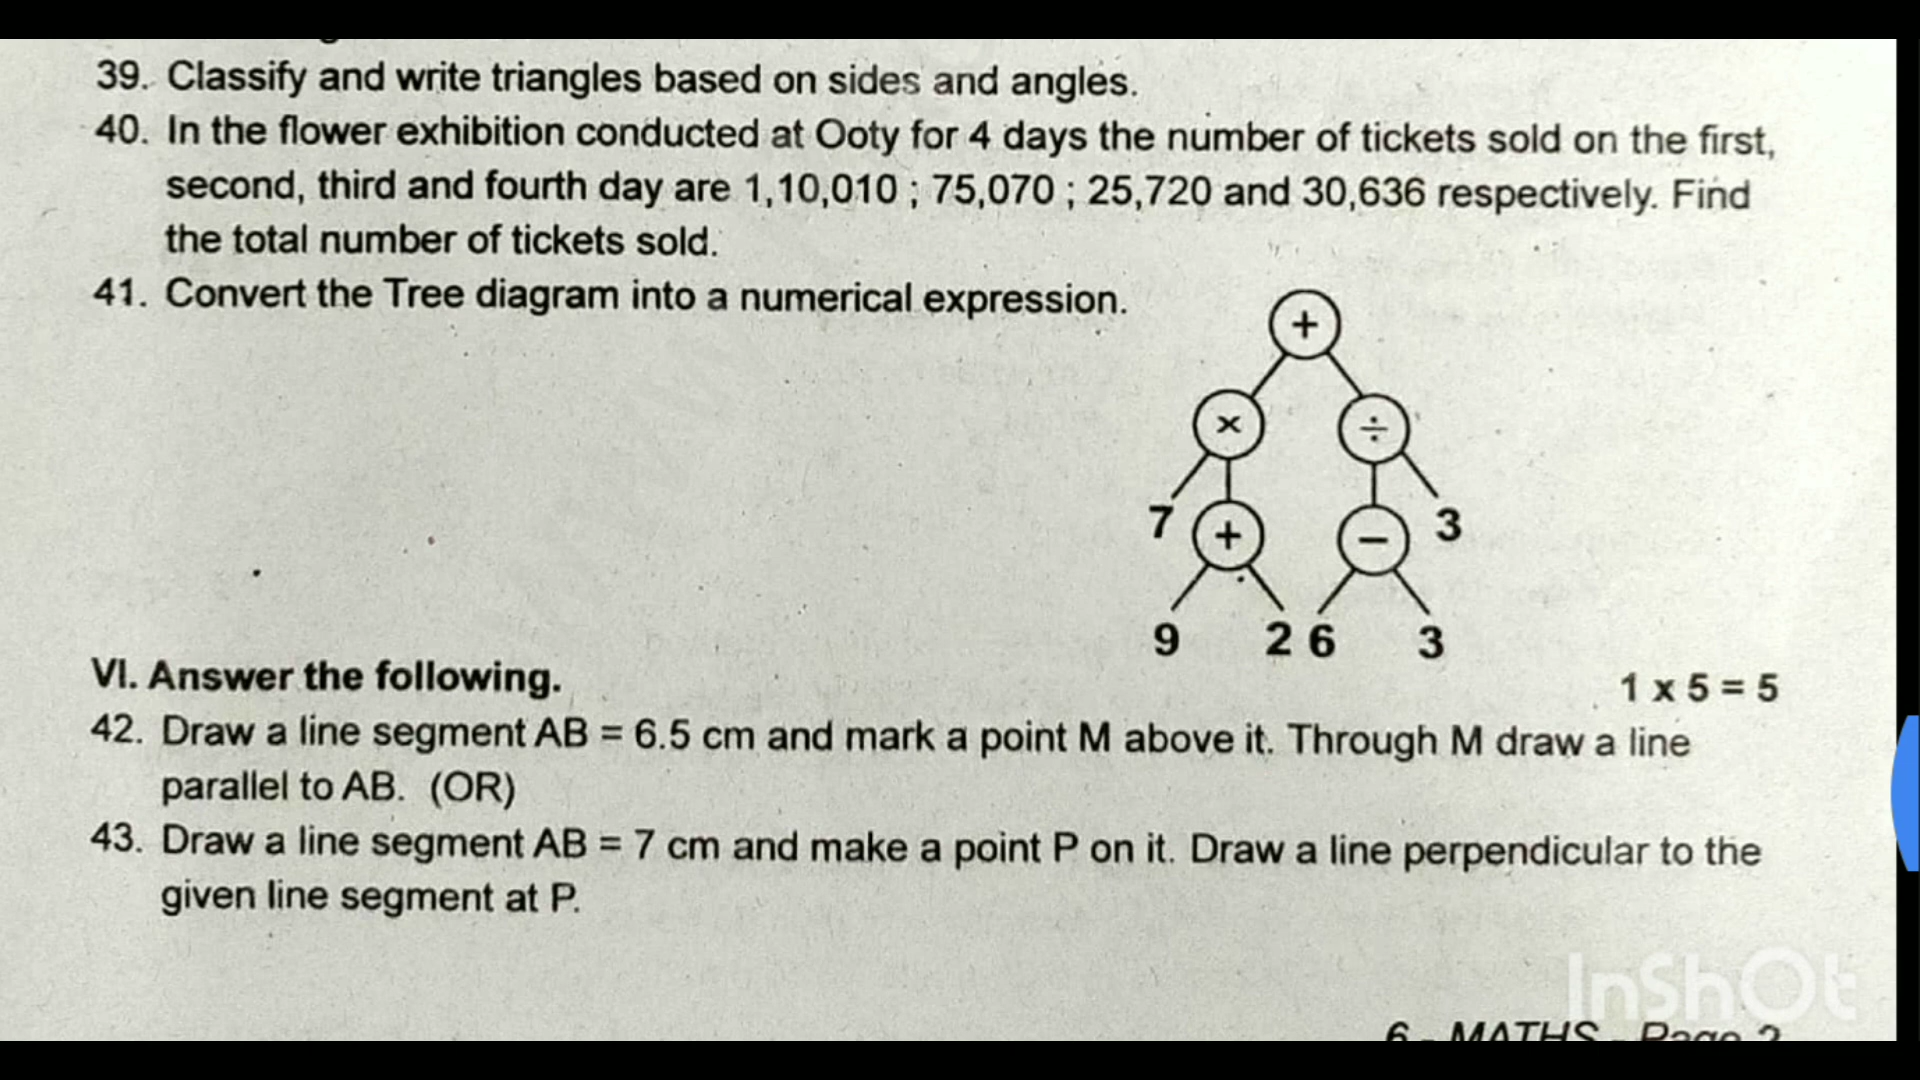 39. Classify and write triangles based on sides and angles.
40. In the flower exhibition conducted at Ooty for 4 days the number of tickets sold on the first,
second, third and fourth day are 1,10,010 ; 75,070 ; 25,720 and 30,636 respectively. Find
the total number of tickets sold.
41. Convert the Tree diagram into a numerical expression.
+
× ÷
7 + − 3
9 2 6 3
VI. Answer the following.
1 x 5 = 5
42. Draw a line segment AB = 6.5 cm and mark a point M above it. Through M draw a line
parallel to AB. (OR)
43. Draw a line segment AB = 7 cm and make a point P on it. Draw a line perpendicular to the
given line segment at P.
InShOt
6 - MATHS - Page 2